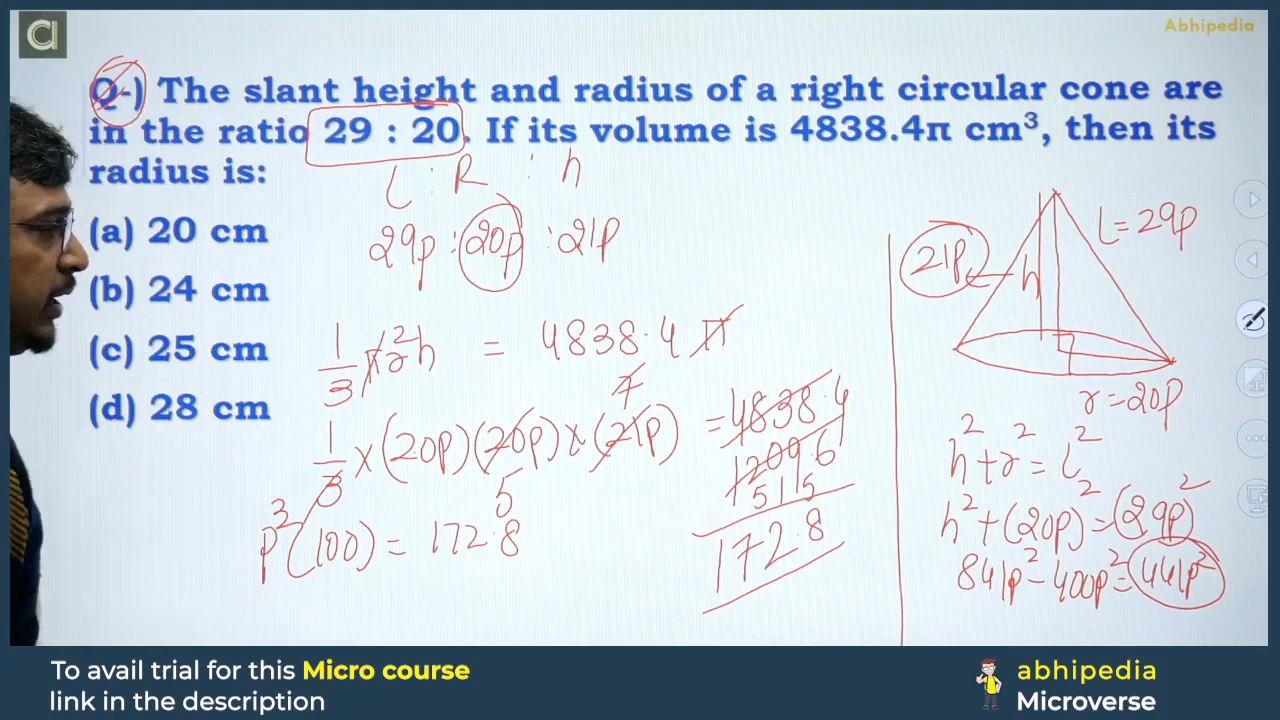 Abhipedia
Q-) The slant height and radius of a right circular cone are
in the ratio 29 : 20. If its volume is 4838.4π cm³, then its
radius is:
(a) 20 cm
(b) 24 cm
(c) 25 cm
(d) 28 cm
l : R : h
29p : 20p : 21p
1/3 πr²h = 4838.4 π
7
1/3 × (20p)(20p) × (21p) = 4838.4
5
1209.6
5115
p³(100) = 172.8
172.8
21p
h
l = 29p
r = 20p
h² + r² = l²
h² + (20p)² = (29p)²
841p² - 400p² = 441p²
To avail trial for this Micro course
link in the description
abhipedia
Microverse